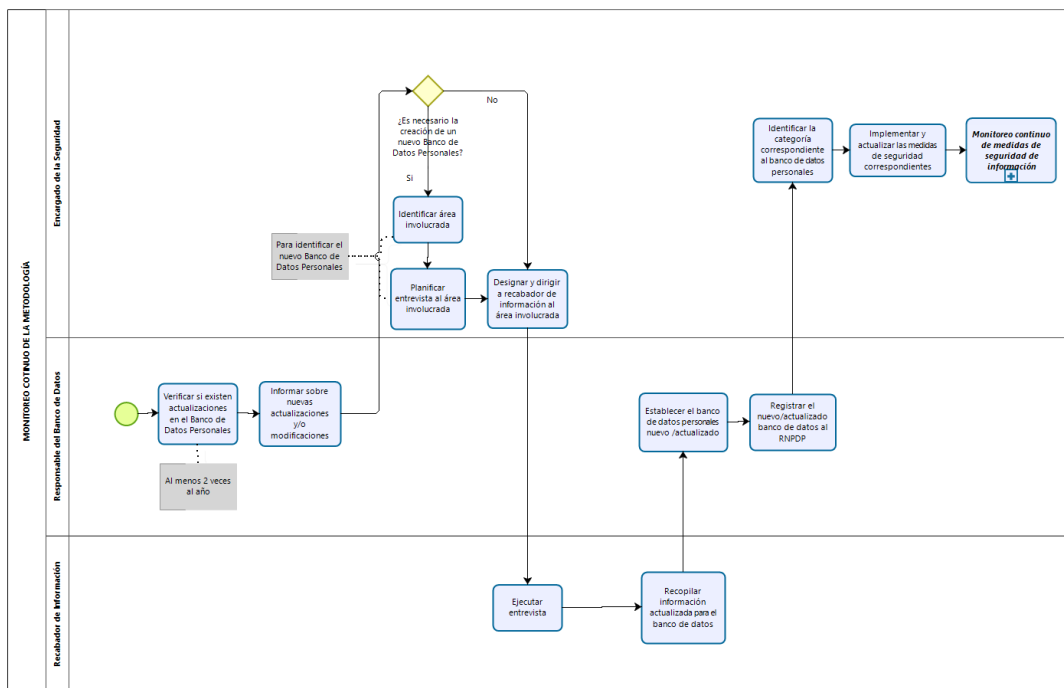 MONITOREO COTINUO DE LA METODOLOGÍA
Encargado de la Seguridad
¿Es necesario la
creación de un
nuevo Banco de
Datos Personales?
No
Si
Identificar área
involucrada
Para identificar el
nuevo Banco de
Datos Personales
Planificar
entrevista al área
involucrada
Designar y dirigir
a recabador de
información al
área involucrada
Identificar la
categoría
correspondiente
al banco de datos
personales
Implementar y
actualizar las medidas
de seguridad
correspondientes
Monitoreo continuo
de medidas de
seguridad de
información
Responsable del Banco de Datos
Verificar si existen
actualizaciones
en el Banco de
Datos Personales
Al menos 2 veces
al año
Informar sobre
nuevas
actualizaciones
y/o
modificaciones
Establecer el banco
de datos personales
nuevo /actualizado
Registrar el
nuevo/actualizado
banco de datos al
RNPDP
Recabador de Información
Ejecutar
entrevista
Recopilar
información
actualizada para el
banco de datos